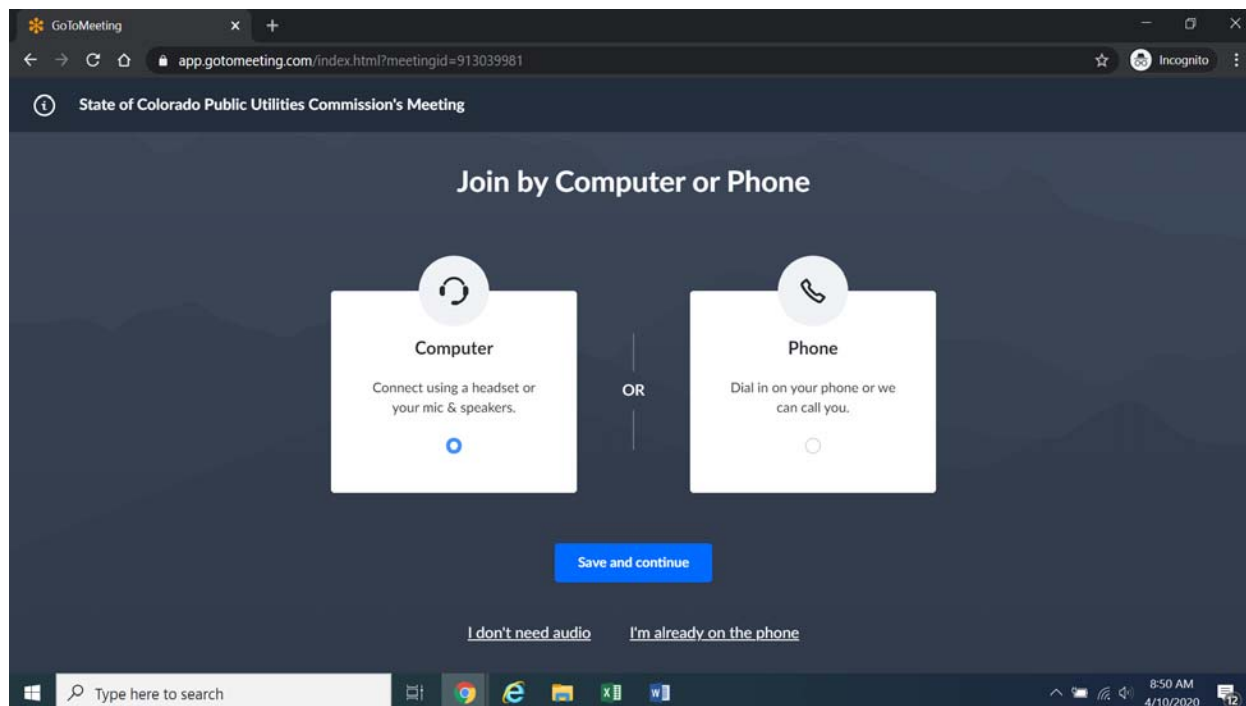 GoToMeeting
app.gotomeeting.com/index.html?meetingid=913039981
Incognito
State of Colorado Public Utilities Commission's Meeting
Join by Computer or Phone
Computer
Connect using a headset or
your mic & speakers.
OR
Phone
Dial in on your phone or we
can call you.
Save and continue
I don't need audio
I'm already on the phone
Type here to search
8:50 AM
4/10/2020
12